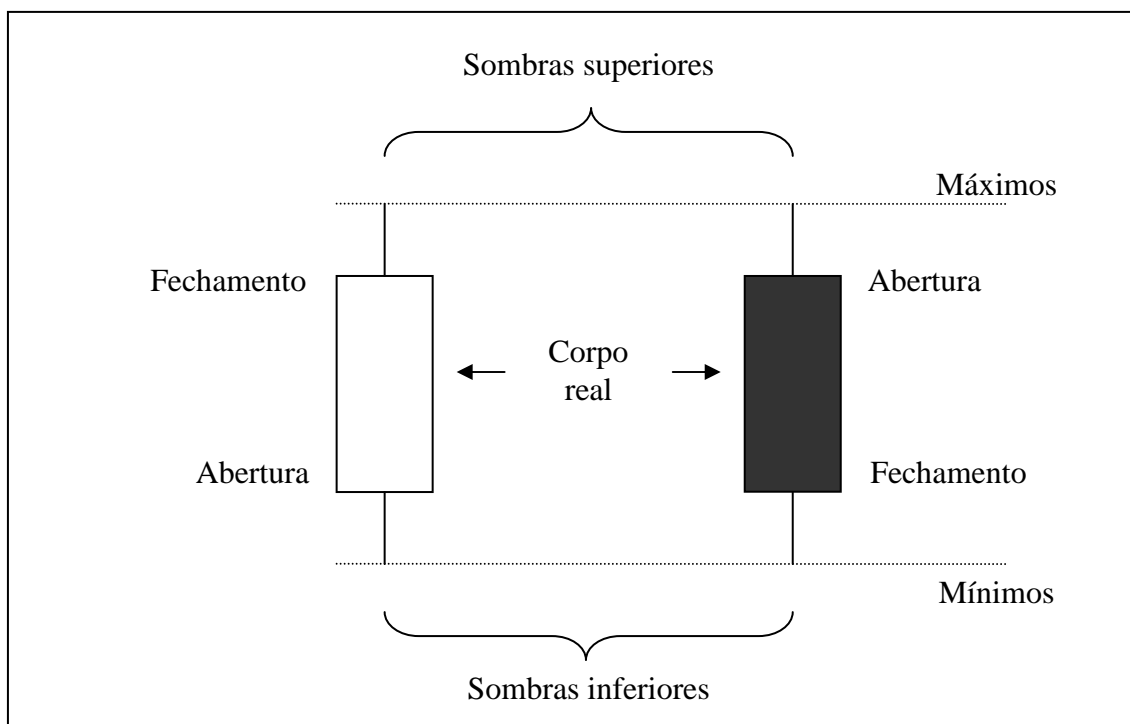 Sombras superiores
Máximos
Fechamento
Abertura
Corpo
real
Abertura
Fechamento
Mínimos
Sombras inferiores